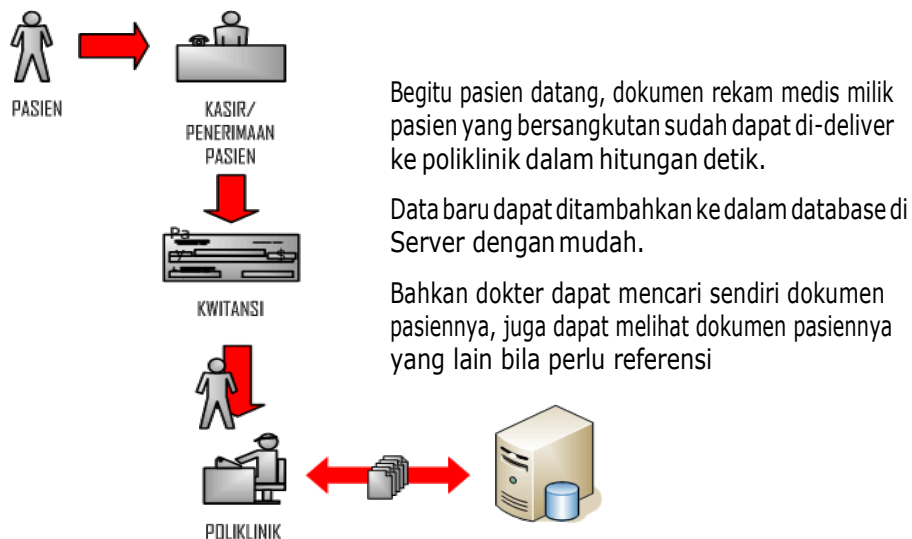 PASIEN
KASIR/
PENERIMAAN
PASIEN
Pa
y
$
KWITANSI
POLIKLINIK
Begitu pasien datang, dokumen rekam medis milik
pasien yang bersangkutan sudah dapat di-deliver
ke poliklinik dalam hitungan detik.
Data baru dapat ditambahkan ke dalam database di
Server dengan mudah.
Bahkan dokter dapat mencari sendiri dokumen
pasiennya, juga dapat melihat dokumen pasiennya
yang lain bila perlu referensi